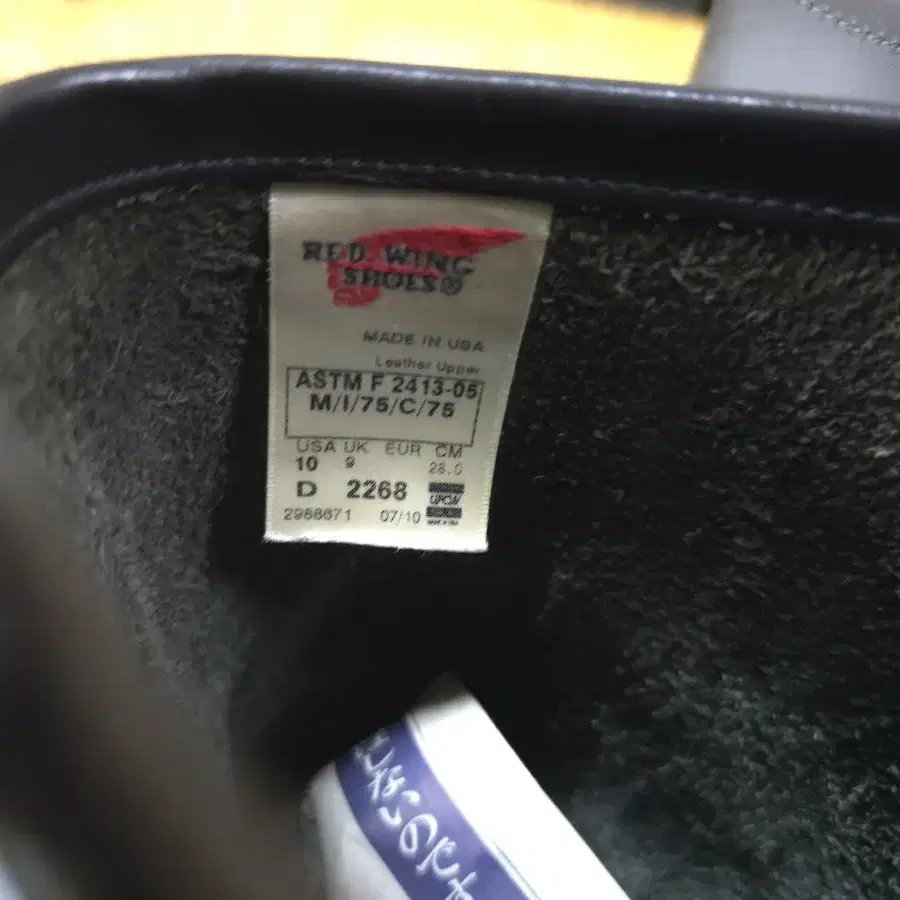 RED WING
SHOES®
MADE IN USA
Leather Upper
ASTM F 2413-05
M/I/75/C/75
USA UK EUR CM
10 9 28.0
D 2268
2988671 07/10